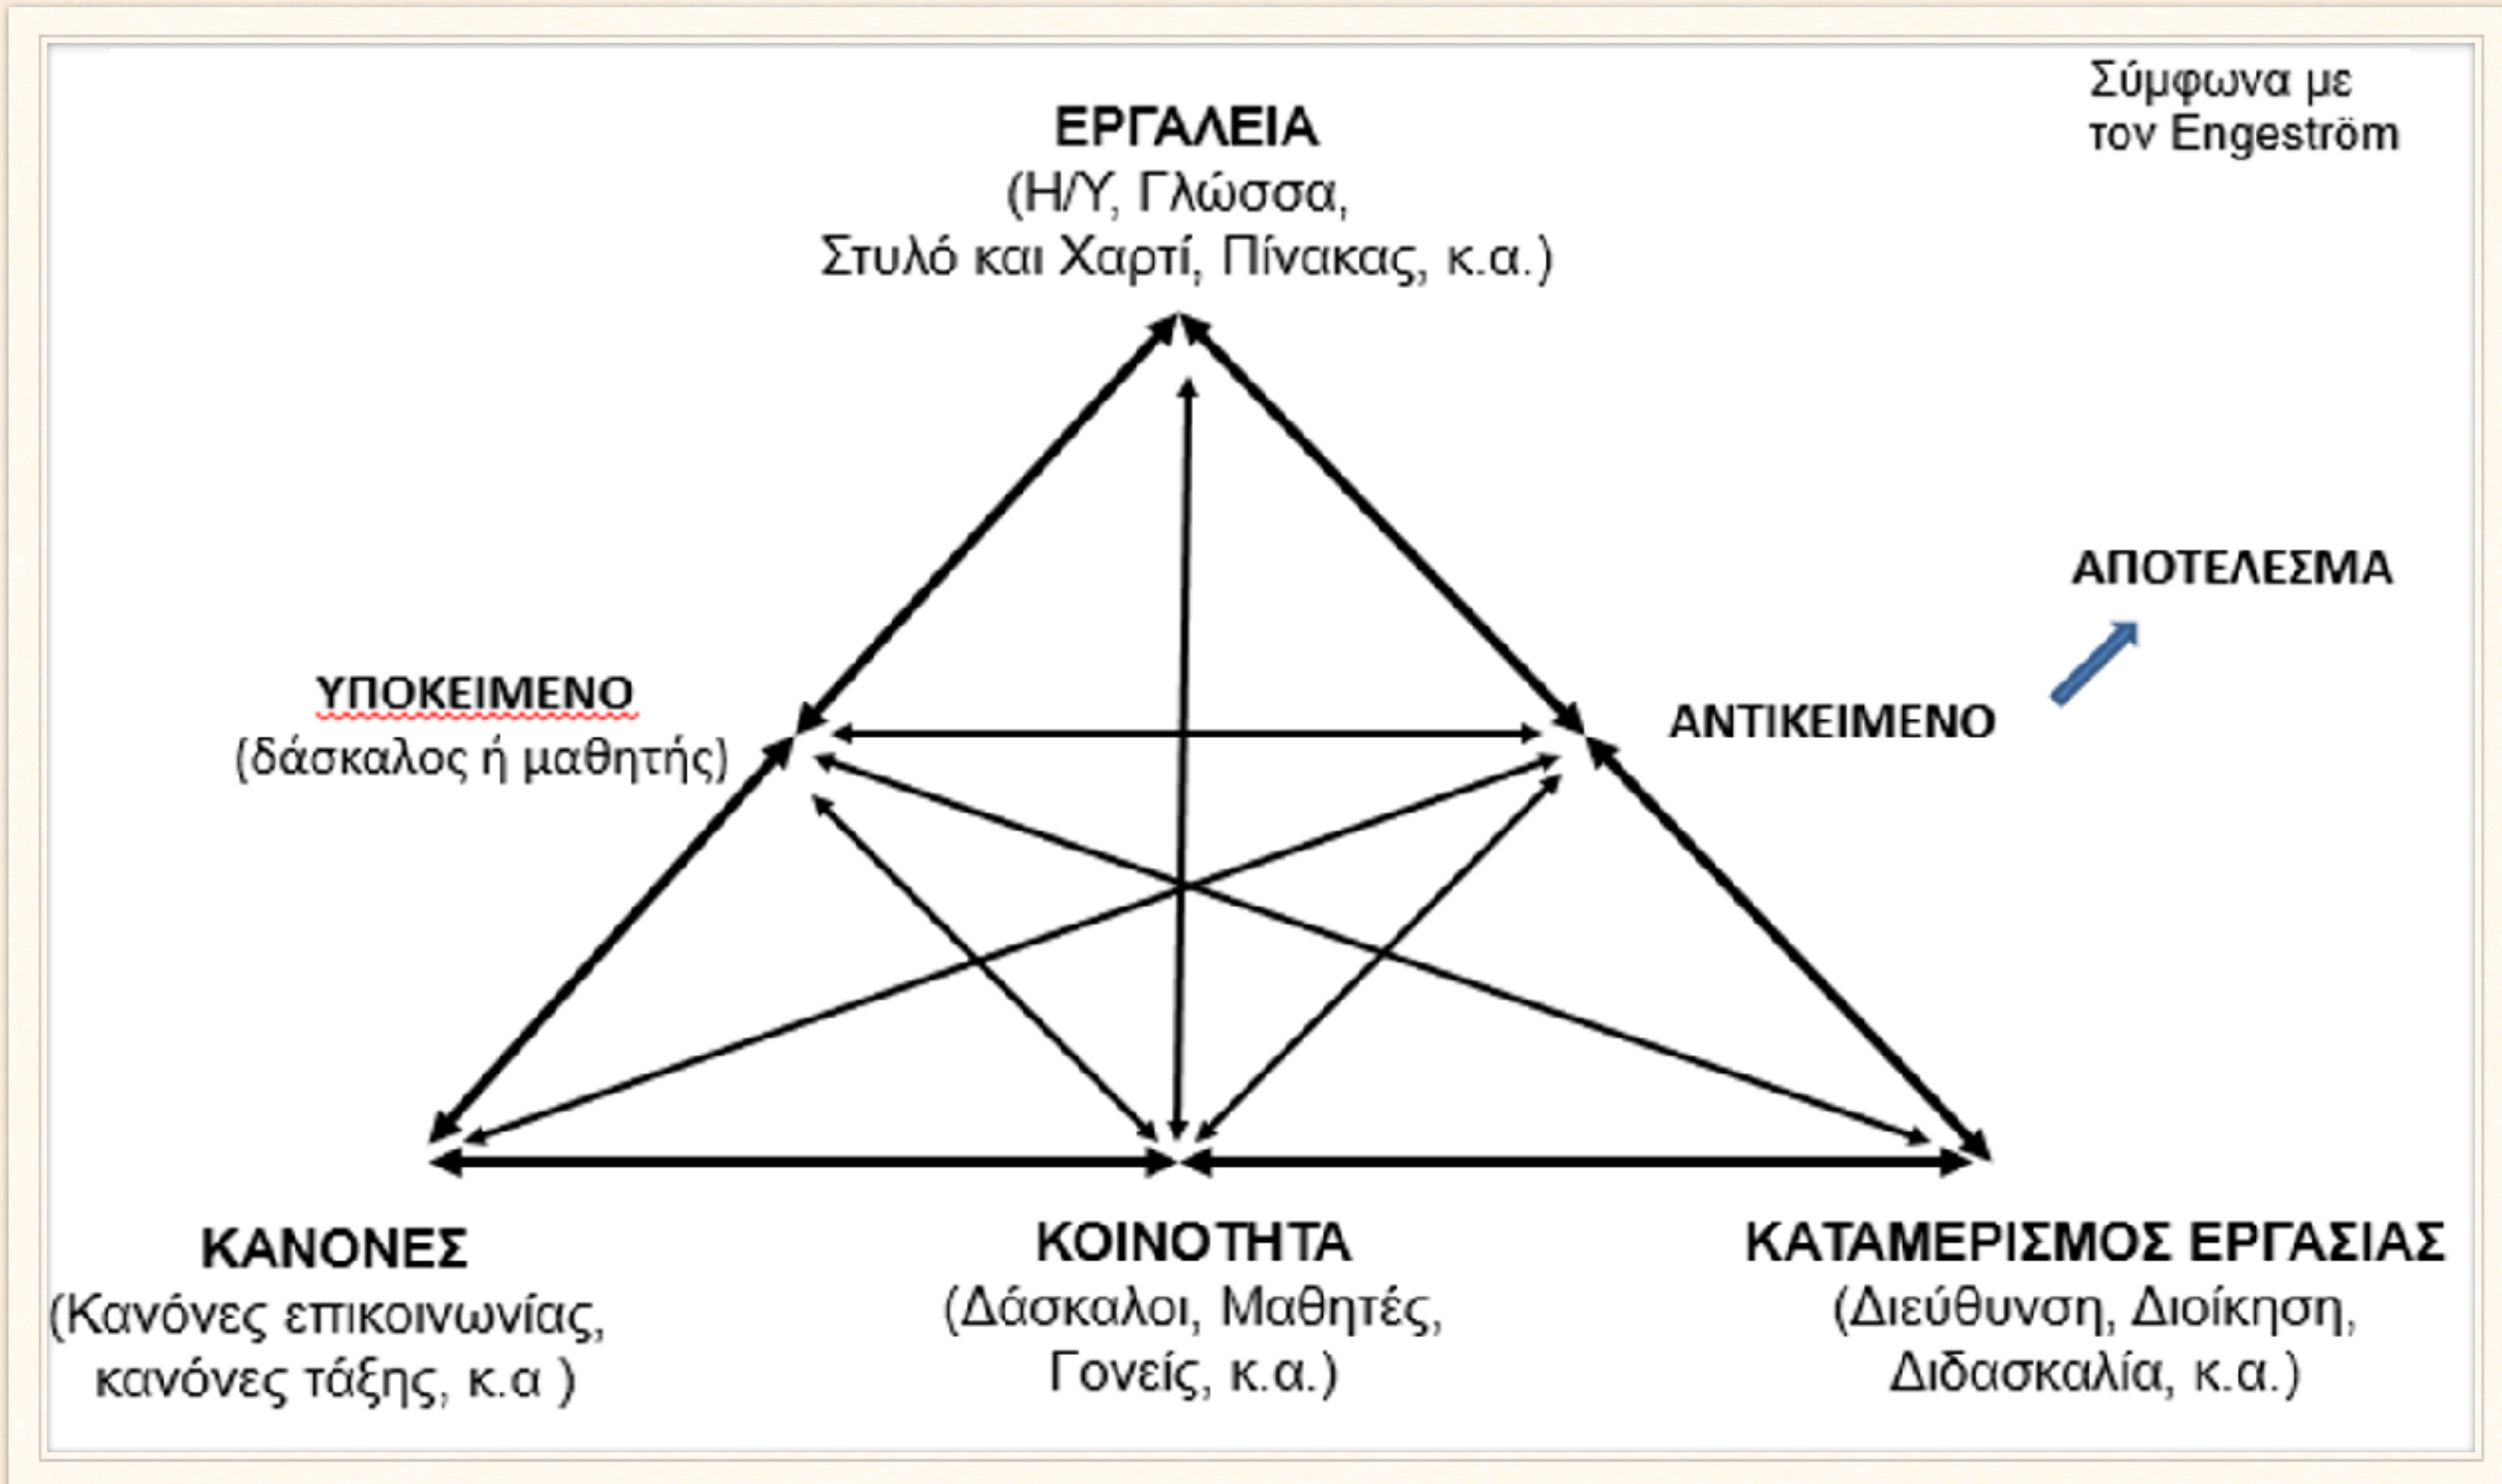 Σύμφωνα με
τον Engeström
ΕΡΓΑΛΕΙΑ
(Η/Υ, Γλώσσα,
Στυλό και Χαρτί, Πίνακας, κ.α.)
ΑΠΟΤΕΛΕΣΜΑ
ΥΠΟΚΕΙΜΕΝΟ
(δάσκαλος ή μαθητής)
ΑΝΤΙΚΕΙΜΕΝΟ
ΚΑΝΟΝΕΣ
(Κανόνες επικοινωνίας,
κανόνες τάξης, κ.α )
ΚΟΙΝΟΤΗΤΑ
(Δάσκαλοι, Μαθητές,
Γονείς, κ.α.)
ΚΑΤΑΜΕΡΙΣΜΟΣ ΕΡΓΑΣΙΑΣ
(Διεύθυνση, Διοίκηση,
Διδασκαλία, κ.α.)